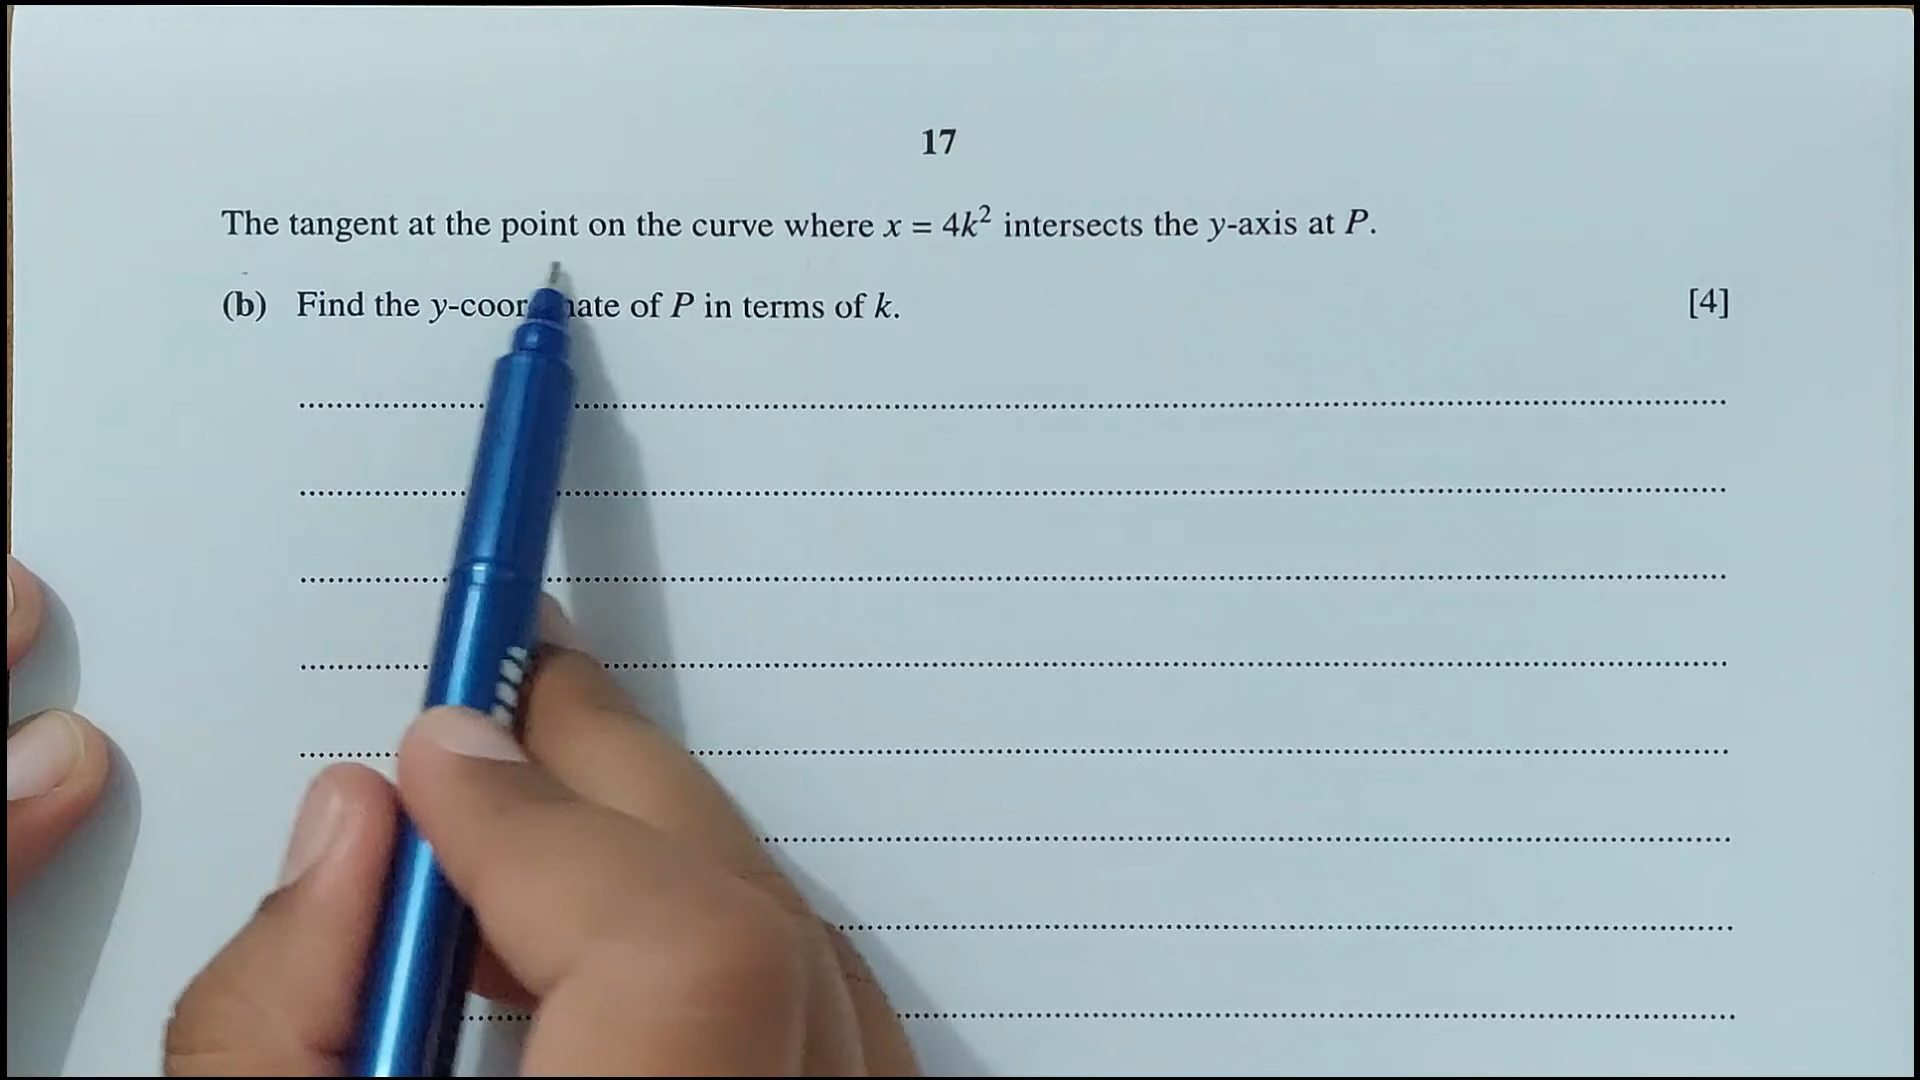 17
The tangent at the point on the curve where x = 4k² intersects the y-axis at P.
(b) Find the y-coor nate of P in terms of k. [4]